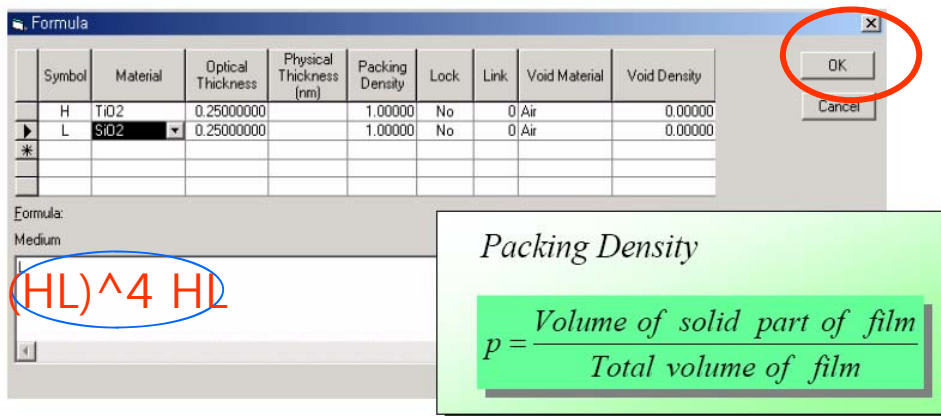 Formula
Symbol Material Optical Thickness Physical Thickness (nm) Packing Density Lock Link Void Material Void Density
H TiO2 0.25000000 1.00000 No 0 Air 0.00000
L SiO2 0.25000000 1.00000 No 0 Air 0.00000
OK
Cancel
Formula:
Medium
(HL)^4 HL
Packing Density
p = Volume of solid part of film
Total volume of film